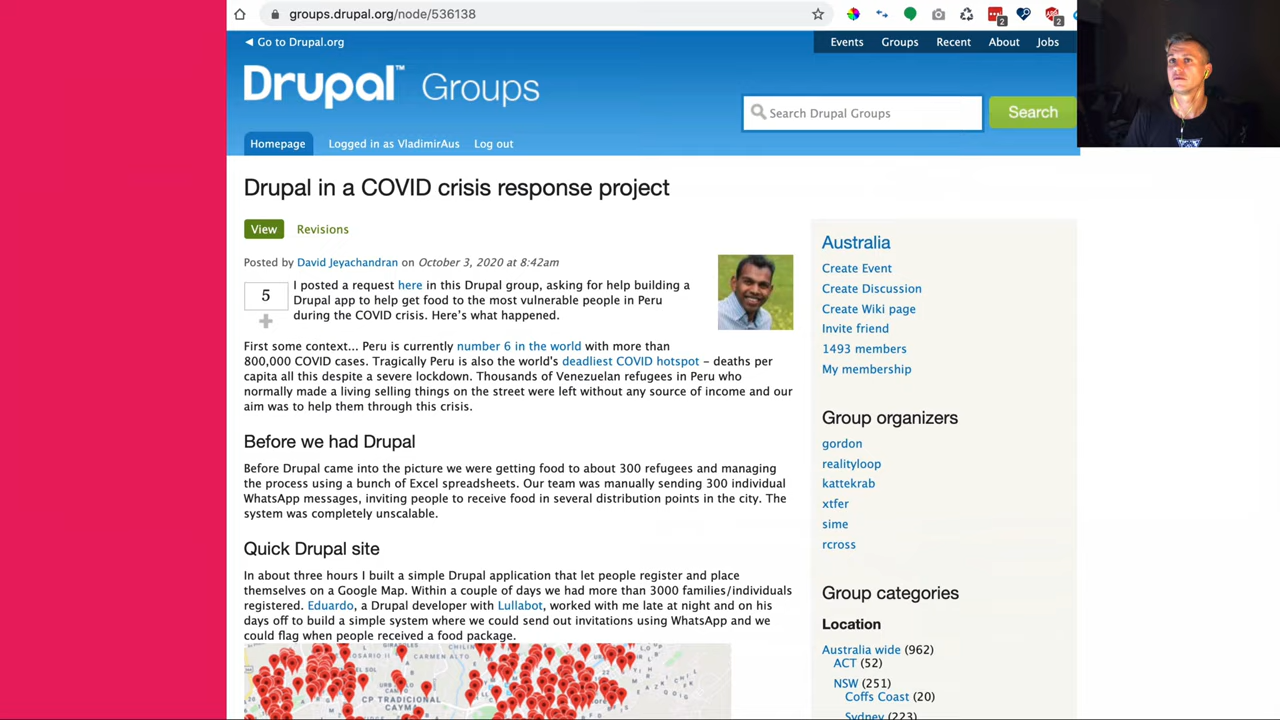 groups.drupal.org/node/536138
2
2
◄ Go to Drupal.org
Events Groups Recent About Jobs
Drupal™ Groups
Search Drupal Groups
Search
Homepage Logged in as VladimirAus Log out
Drupal in a COVID crisis response project
View Revisions
Posted by David Jeyachandran on October 3, 2020 at 8:42am
5
I posted a request here in this Drupal group, asking for help building a
Drupal app to help get food to the most vulnerable people in Peru
during the COVID crisis. Here's what happened.
First some context... Peru is currently number 6 in the world with more than
800,000 COVID cases. Tragically Peru is also the world's deadliest COVID hotspot – deaths per
capita all this despite a severe lockdown. Thousands of Venezuelan refugees in Peru who
normally made a living selling things on the street were left without any source of income and our
aim was to help them through this crisis.
Before we had Drupal
Before Drupal came into the picture we were getting food to about 300 refugees and managing
the process using a bunch of Excel spreadsheets. Our team was manually sending 300 individual
WhatsApp messages, inviting people to receive food in several distribution points in the city. The
system was completely unscalable.
Quick Drupal site
In about three hours I built a simple Drupal application that let people register and place
themselves on a Google Map. Within a couple of days we had more than 3000 families/individuals
registered. Eduardo, a Drupal developer with Lullabot, worked with me late at night and on his
days off to build a simple system where we could send out invitations using WhatsApp and we
could flag when people received a food package.
CARMEN ALTO
CP TRADICIONAL
CAYMA
Australia
Create Event
Create Discussion
Create Wiki page
Invite friend
1493 members
My membership
Group organizers
gordon
realityloop
kattekrab
xtfer
sime
rcross
Group categories
Location
Australia wide (962)
ACT (52)
NSW (251)
Coffs Coast (20)
Sydney (223)